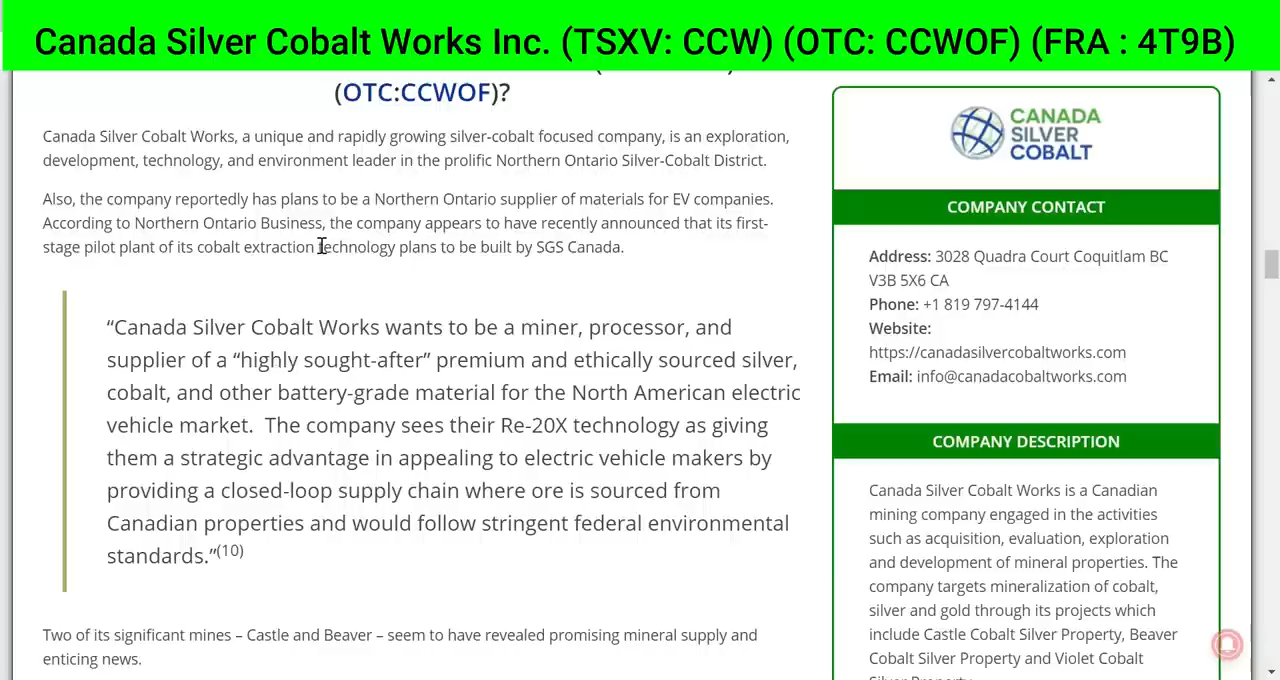 Canada Silver Cobalt Works Inc. (TSXV: CCW) (OTC: CCWOF) (FRA : 4T9B)
(OTC:CCWOF)?
Canada Silver Cobalt Works, a unique and rapidly growing silver-cobalt focused company, is an exploration,
development, technology, and environment leader in the prolific Northern Ontario Silver-Cobalt District.
Also, the company reportedly has plans to be a Northern Ontario supplier of materials for EV companies.
According to Northern Ontario Business, the company appears to have recently announced that its first-
stage pilot plant of its cobalt extraction technology plans to be built by SGS Canada.
“Canada Silver Cobalt Works wants to be a miner, processor, and
supplier of a “highly sought-after” premium and ethically sourced silver,
cobalt, and other battery-grade material for the North American electric
vehicle market. The company sees their Re-20X technology as giving
them a strategic advantage in appealing to electric vehicle makers by
providing a closed-loop supply chain where ore is sourced from
Canadian properties and would follow stringent federal environmental
standards.”(10)
Two of its significant mines – Castle and Beaver – seem to have revealed promising mineral supply and
enticing news.
CANADA
SILVER
COBALT
COMPANY CONTACT
Address: 3028 Quadra Court Coquitlam BC
V3B 5X6 CA
Phone: +1 819 797-4144
Website:
https://canadasilvercobaltworks.com
Email: info@canadacobaltworks.com
COMPANY DESCRIPTION
Canada Silver Cobalt Works is a Canadian
mining company engaged in the activities
such as acquisition, evaluation, exploration
and development of mineral properties. The
company targets mineralization of cobalt,
silver and gold through its projects which
include Castle Cobalt Silver Property, Beaver
Cobalt Silver Property and Violet Cobalt